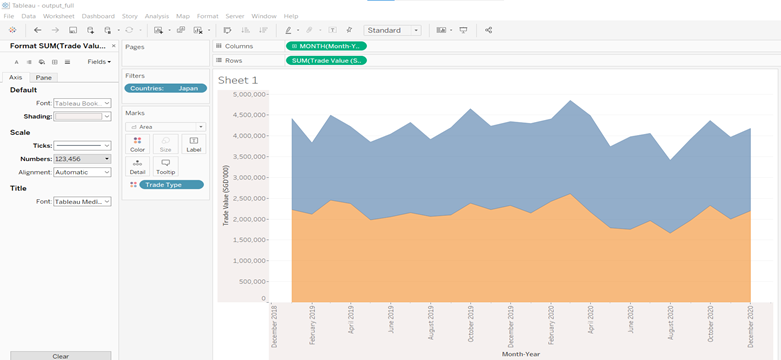 Tableau - output_full
File Data Worksheet Dashboard Story Analysis Map Format Server Window Help
Standard
Format SUM(Trade Valu... ×
Fields
Axis Pane
Default
Font: Tableau Book...
Shading:
Scale
Ticks:
Numbers: 123,456
Alignment: Automatic
Title
Font: Tableau Medi...
Clear
Pages
Filters
Countries: Japan
Marks
Area
Color Size Label
Detail Tooltip
Trade Type
Columns MONTH(Month-Y...
Rows SUM(Trade Value (S...
Sheet 1
5,000,000
4,500,000
4,000,000
3,500,000
3,000,000
2,500,000
2,000,000
1,500,000
1,000,000
500,000
0
Trade Value (SGD'000)
December 2018
February 2019
April 2019
June 2019
August 2019
October 2019
December 2019
February 2020
April 2020
June 2020
August 2020
October 2020
December 2020
Month-Year